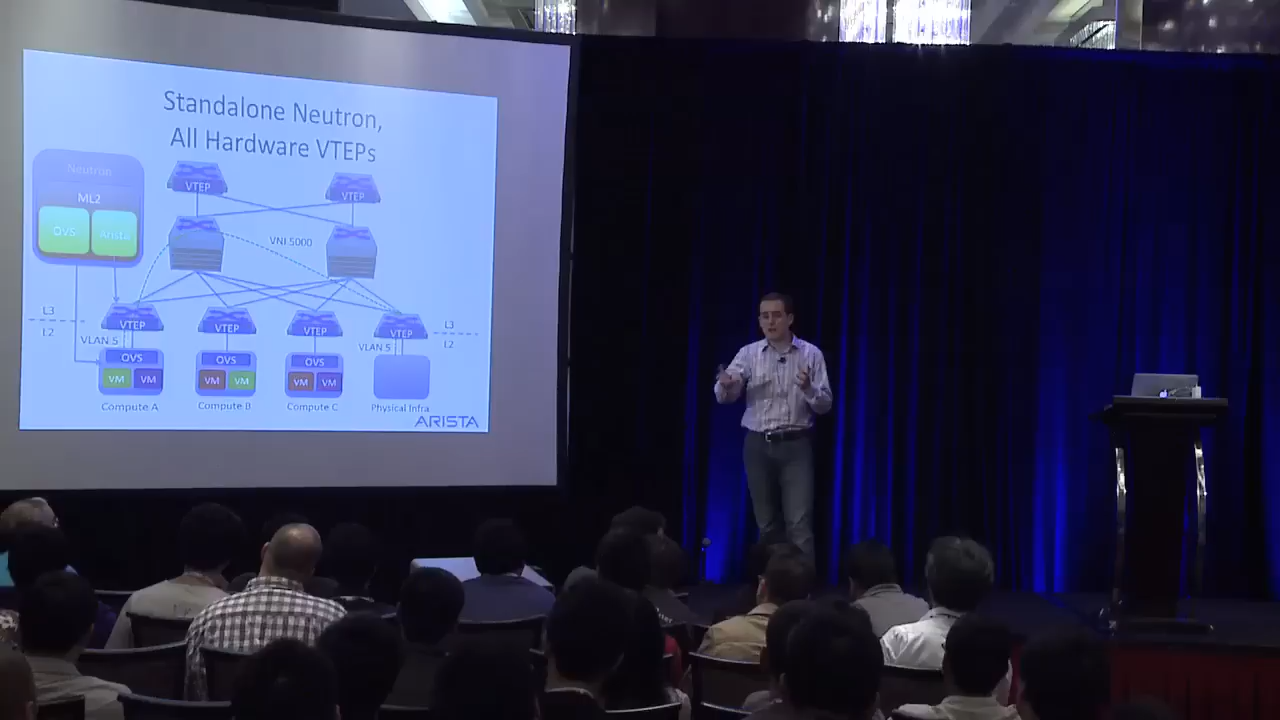 Standalone Neutron,
All Hardware VTEPs
Neutron
ML2
OVS
Arista
VTEP
VTEP
VNI 5000
L3
L2
VTEP
VTEP
VTEP
VTEP
L3
L2
VLAN 5
VLAN 5
OVS
OVS
OVS
VM
VM
VM
VM
VM
VM
Compute A
Compute B
Compute C
Physical Infra
ARISTA